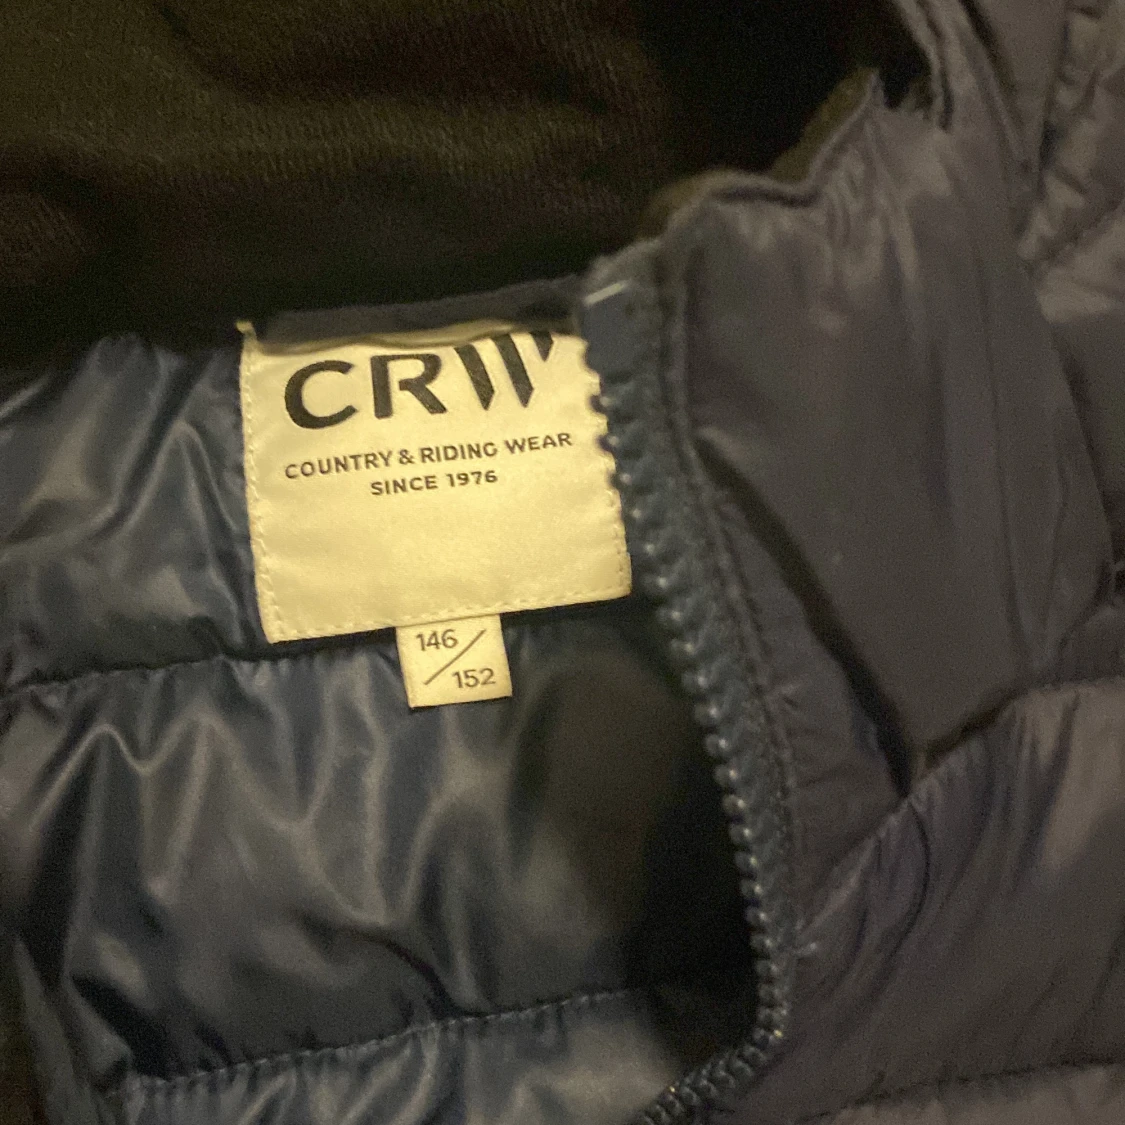 CRW
COUNTRY & RIDING WEAR
SINCE 1976
146/152